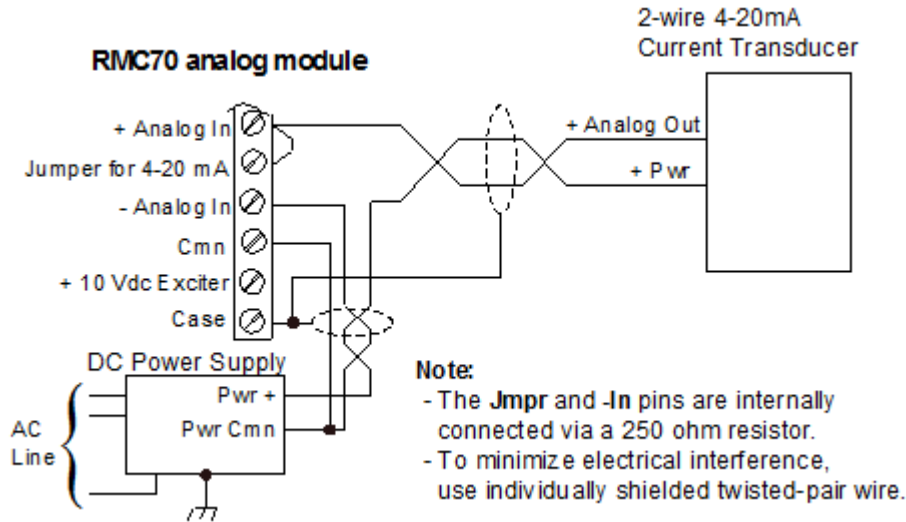 2-wire 4-20mA
Current Transducer
RMC70 analog module
+ Analog In
Jumper for 4-20 mA
- Analog In
Cmn
+ 10 Vdc Exciter
Case
+ Analog Out
+ Pwr
DC Power Supply
Pwr +
Pwr Cmn
AC
Line
Note:
- The Jmpr and -In pins are internally
connected via a 250 ohm resistor.
- To minimize electrical interference,
use individually shielded twisted-pair wire.